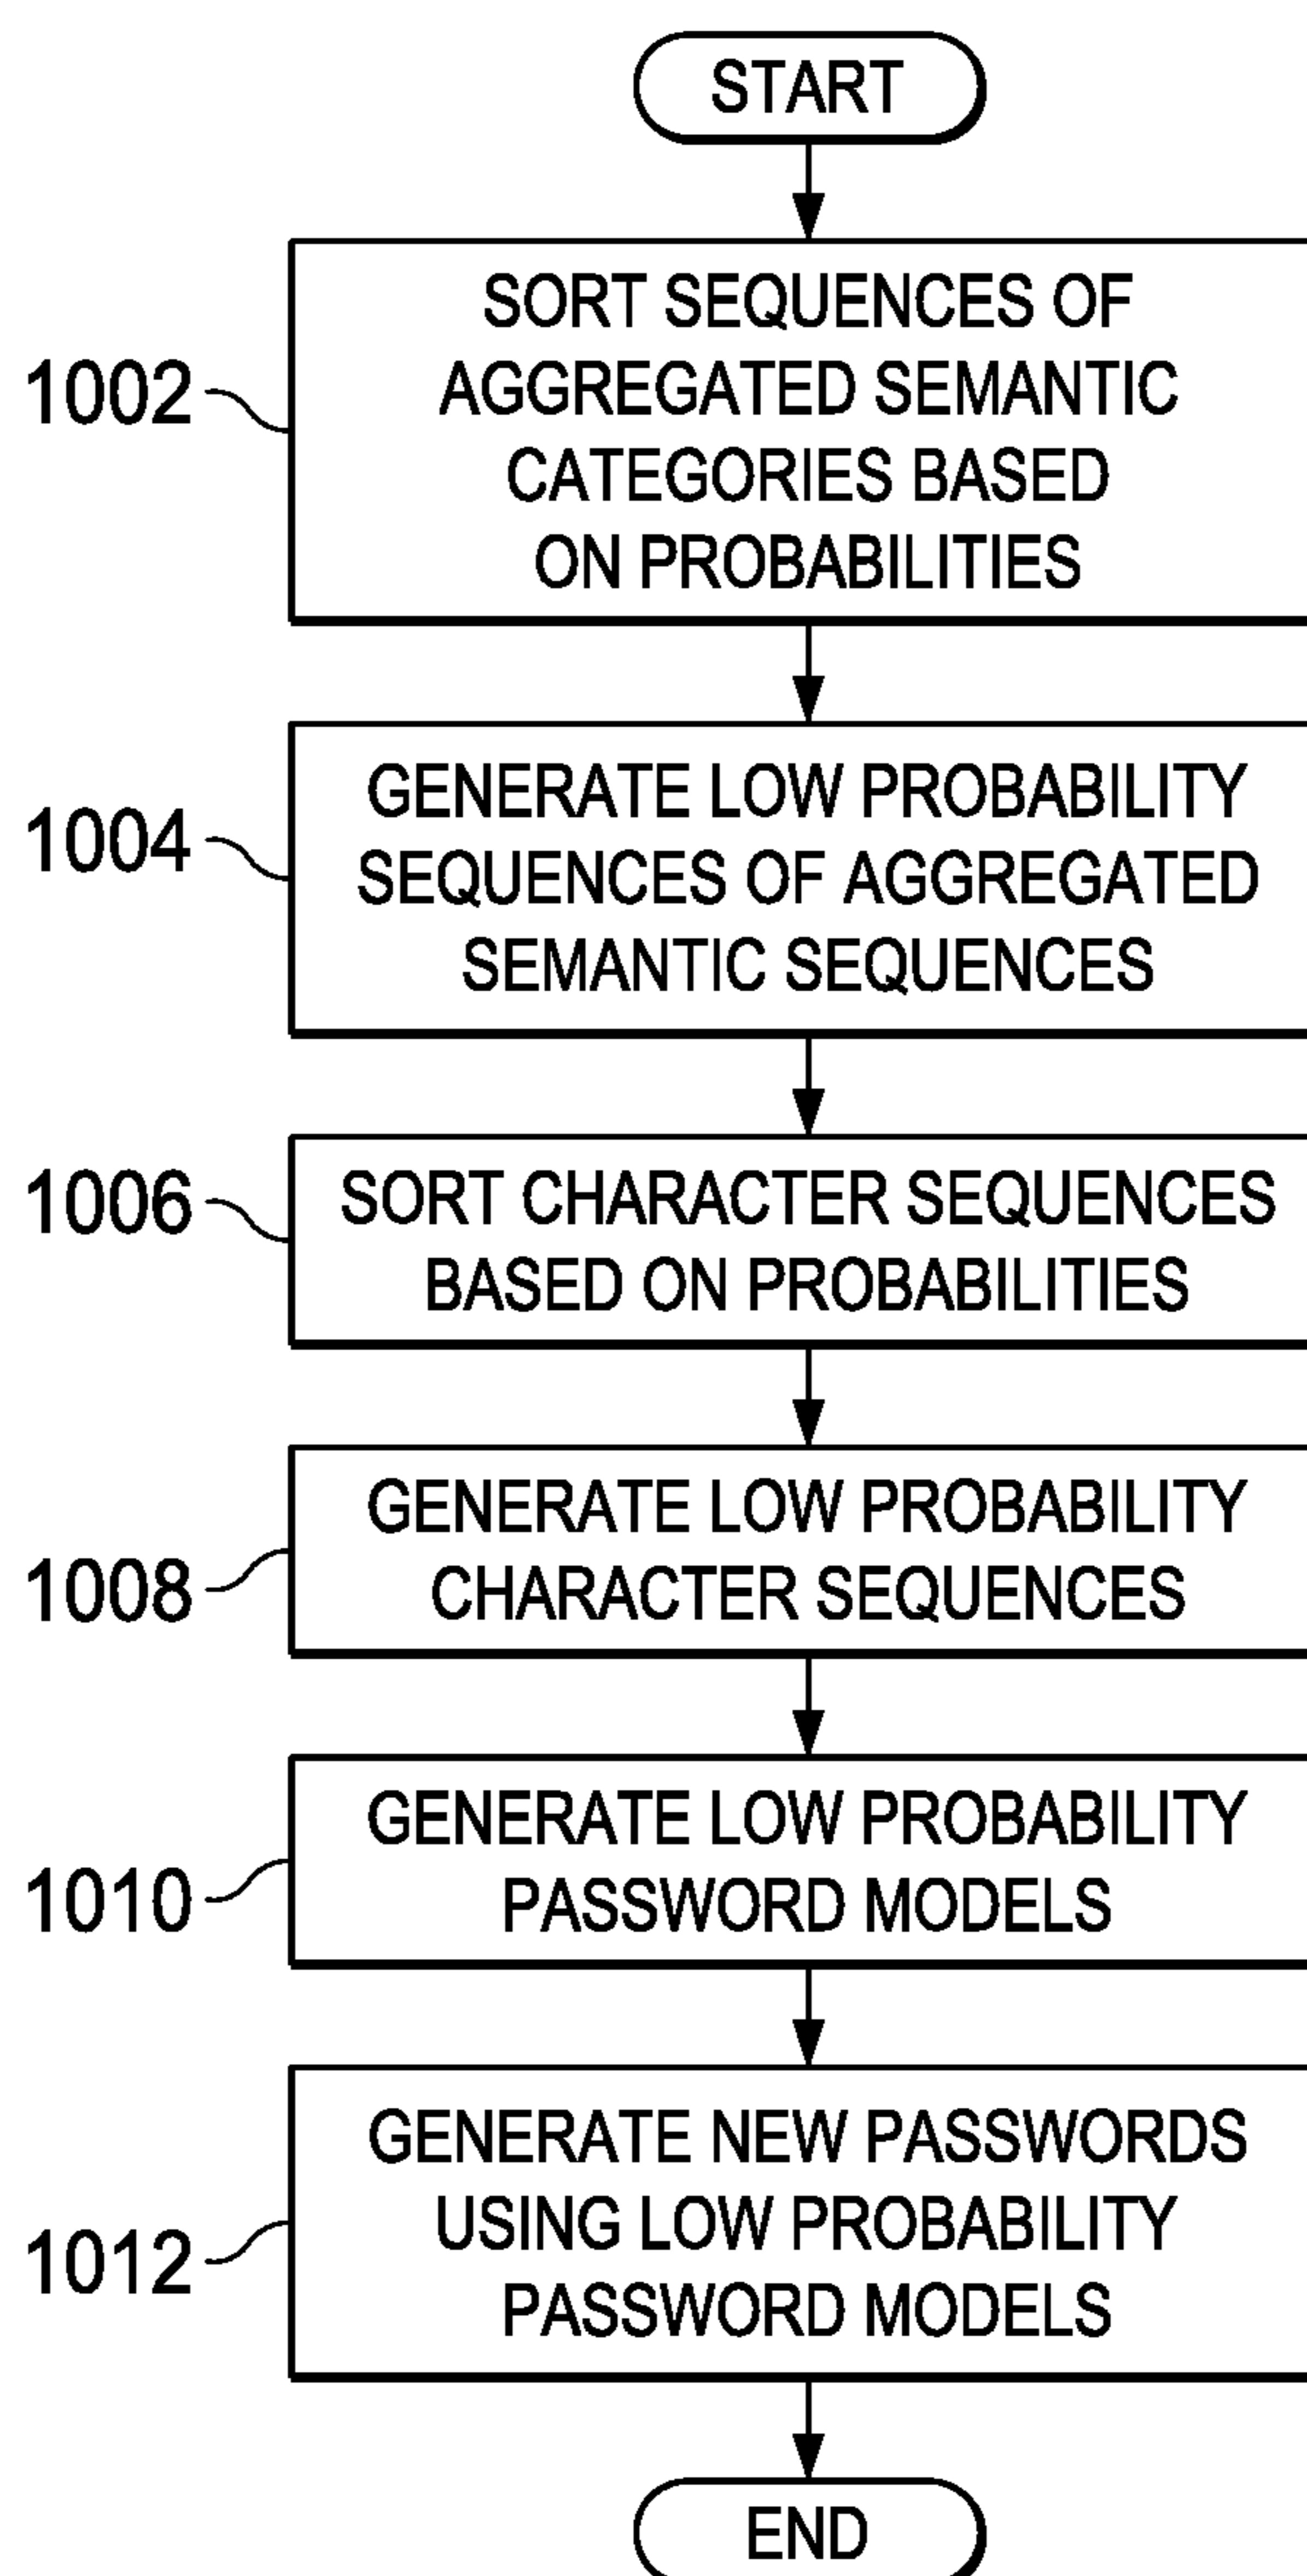 START
1002
SORT SEQUENCES OF
AGGREGATED SEMANTIC
CATEGORIES BASED
ON PROBABILITIES
1004
GENERATE LOW PROBABILITY
SEQUENCES OF AGGREGATED
SEMANTIC SEQUENCES
1006
SORT CHARACTER SEQUENCES
BASED ON PROBABILITIES
1008
GENERATE LOW PROBABILITY
CHARACTER SEQUENCES
1010
GENERATE LOW PROBABILITY
PASSWORD MODELS
1012
GENERATE NEW PASSWORDS
USING LOW PROBABILITY
PASSWORD MODELS
END